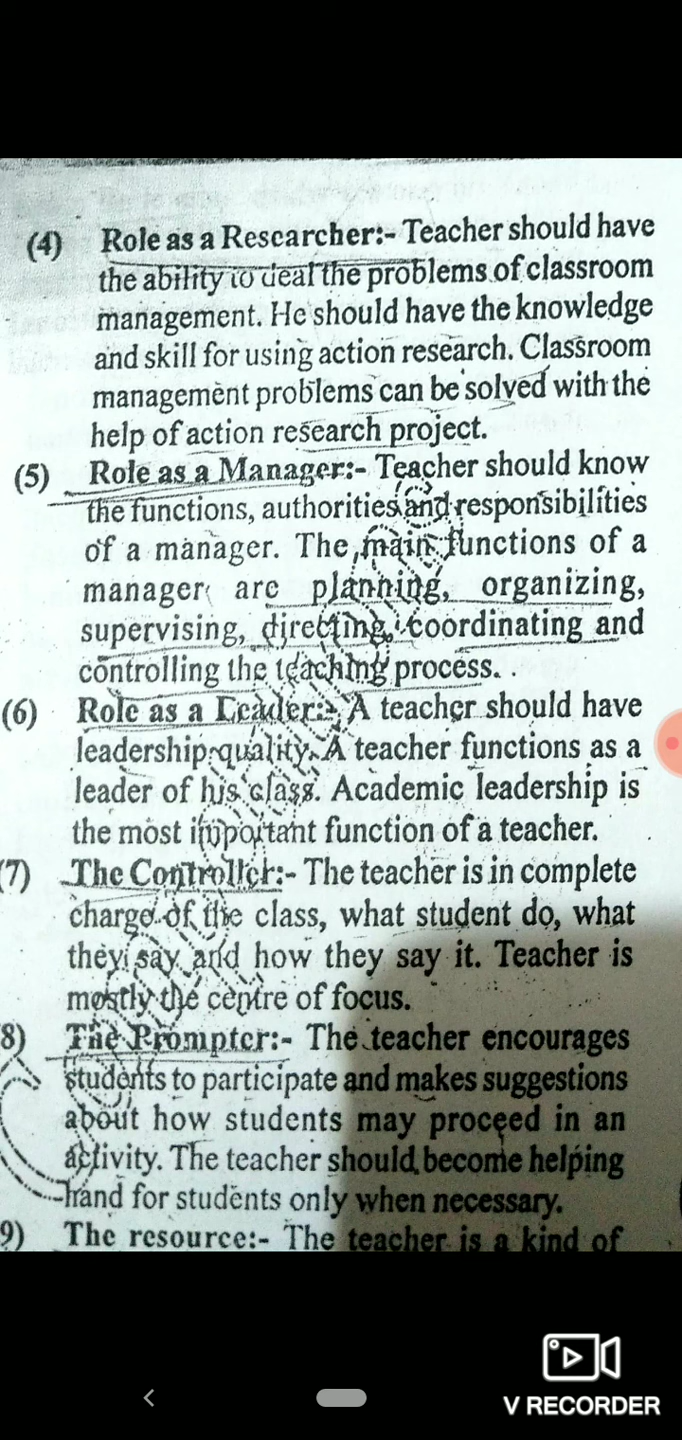 (4) Role as a Researcher:- Teacher should have
the ability to deal the problems of classroom
management. He should have the knowledge
and skill for using action research. Classroom
management problems can be solved with the
help of action research project.
(5) Role as a Manager:- Teacher should know
the functions, authorities and responsibilities
of a manager. The main functions of a
manager are planning, organizing,
supervising, directing, coordinating and
controlling the teaching process.
(6) Role as a Leader:- A teacher should have
leadership quality. A teacher functions as a
leader of his class. Academic leadership is
the most important function of a teacher.
(7) The Controller:- The teacher is in complete
charge of the class, what student do, what
they say and how they say it. Teacher is
mostly the centre of focus.
8) The Prompter:- The teacher encourages
students to participate and makes suggestions
about how students may proceed in an
activity. The teacher should become helping
hand for students only when necessary.
9) The resource:- The teacher is a kind of
V RECORDER